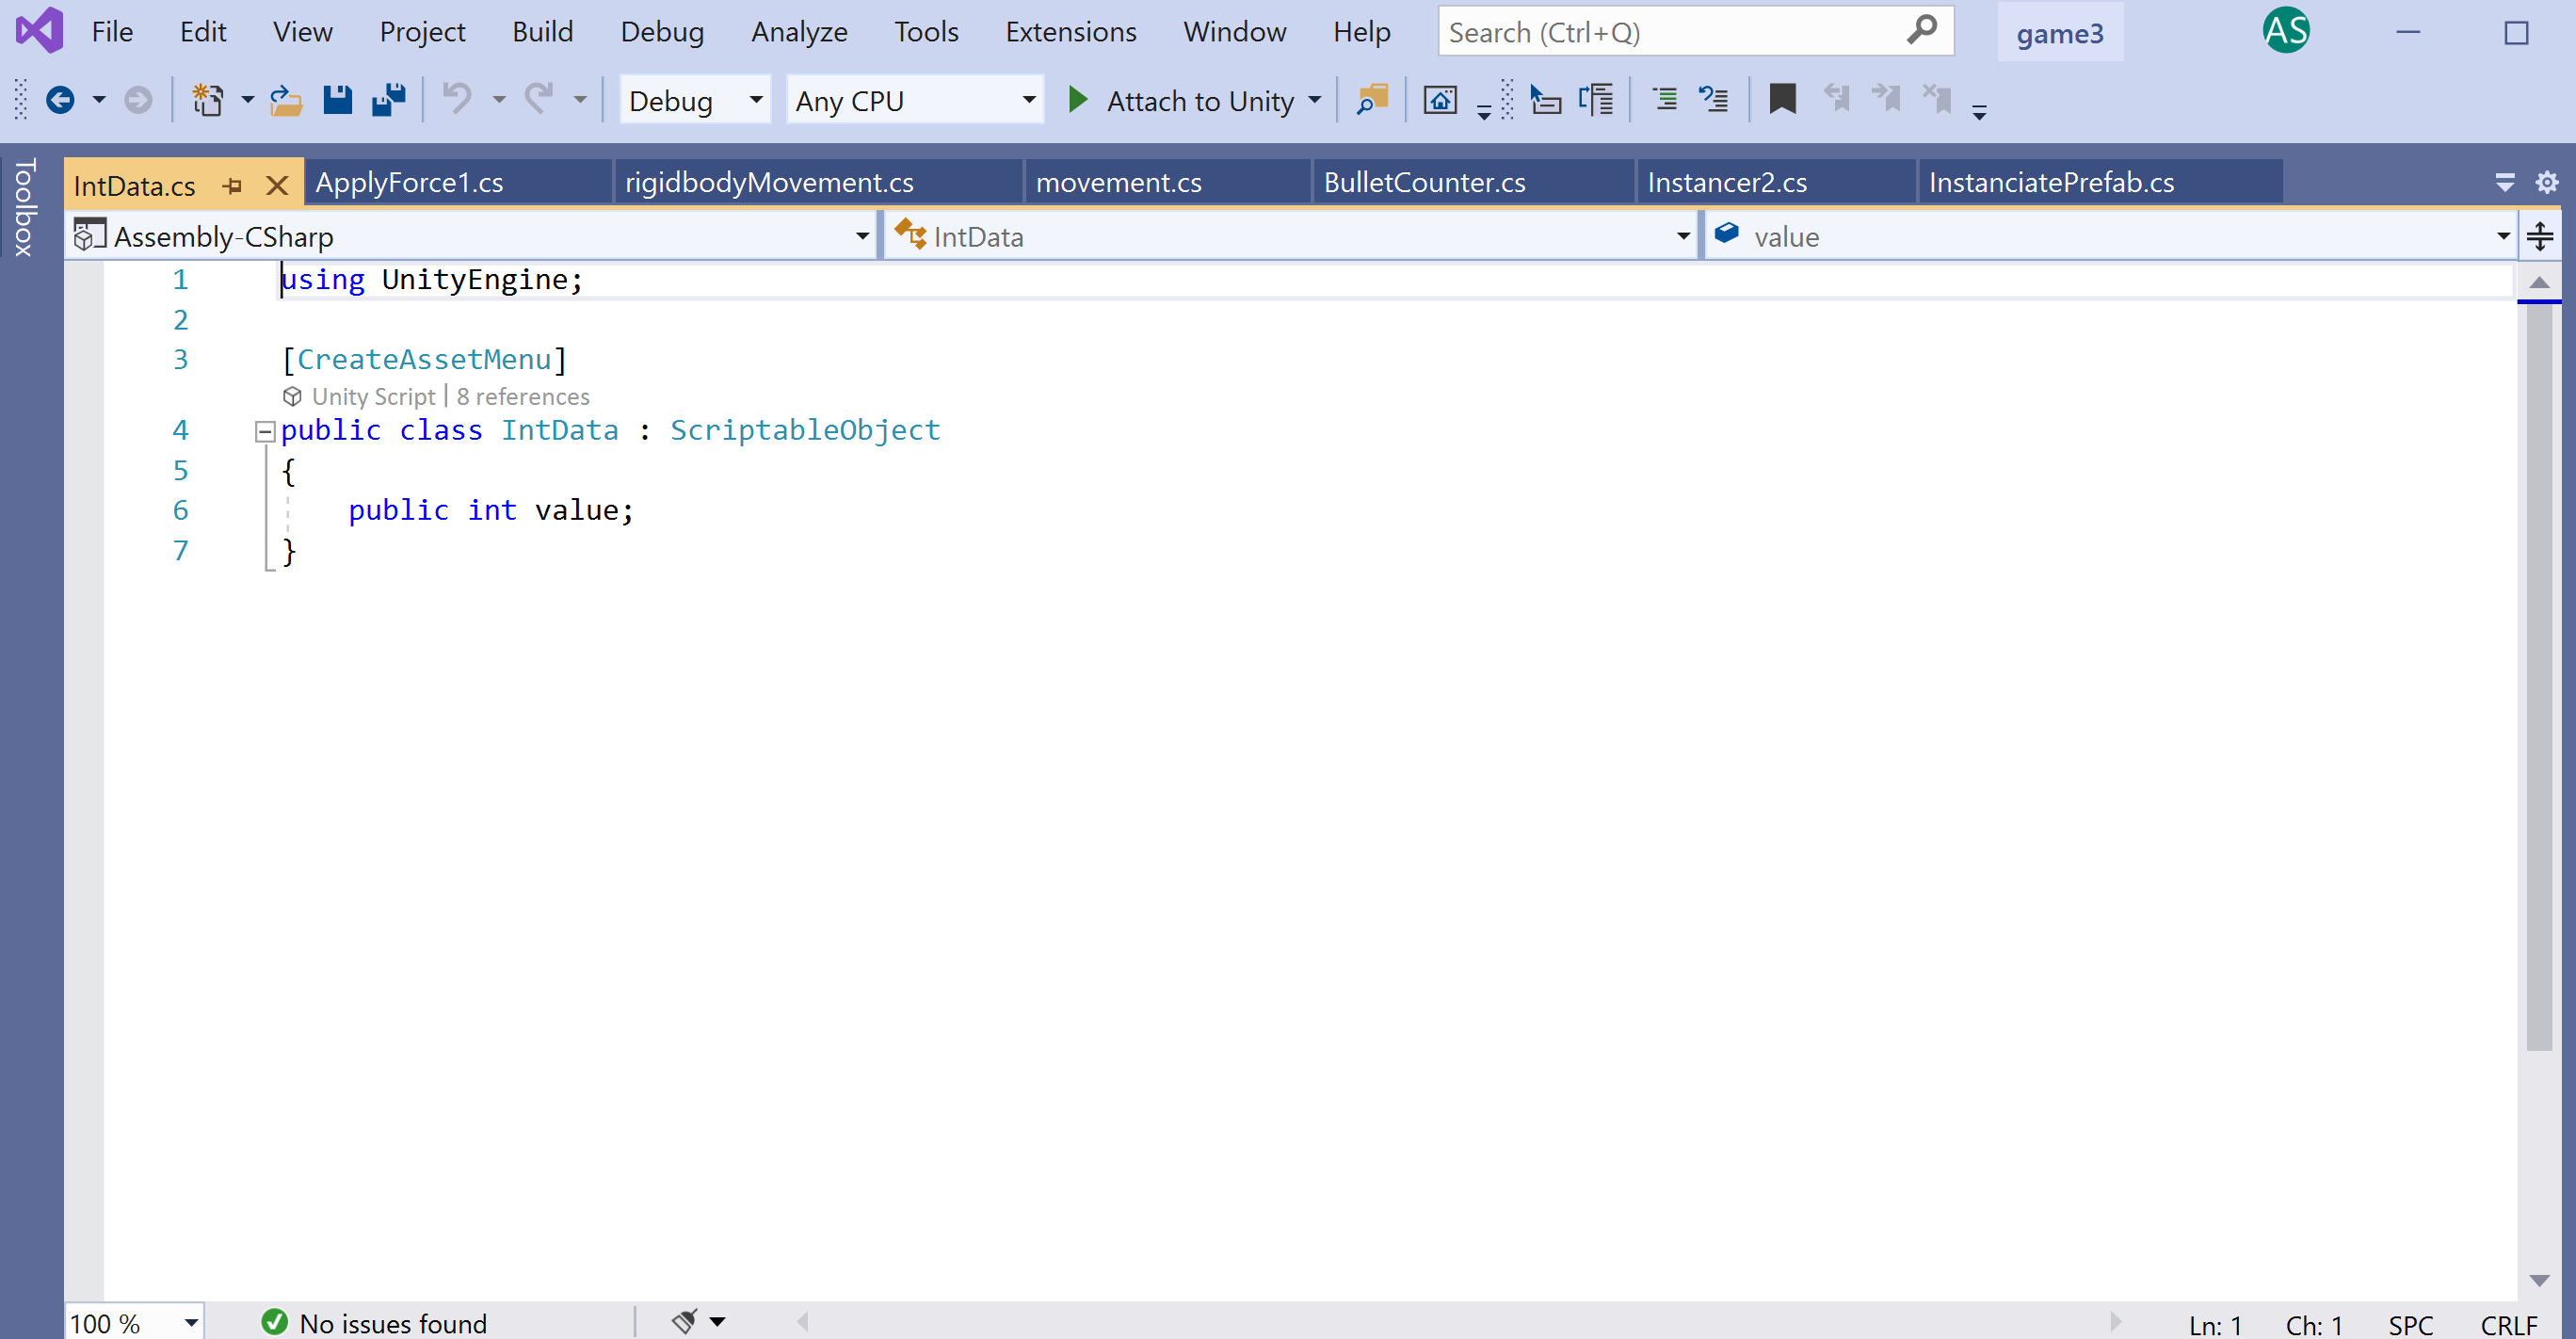 File Edit View Project Build Debug Analyze Tools Extensions Window Help Search (Ctrl+Q) game3 AS
Debug Any CPU Attach to Unity
Toolbox
IntData.cs ApplyForce1.cs rigidbodyMovement.cs movement.cs BulletCounter.cs Instancer2.cs InstanciatePrefab.cs
Assembly-CSharp IntData value
1 using UnityEngine;
2
3 [CreateAssetMenu]
Unity Script | 8 references
4 public class IntData : ScriptableObject
5 {
6 public int value;
7 }
100 % No issues found Ln: 1 Ch: 1 SPC CRLF